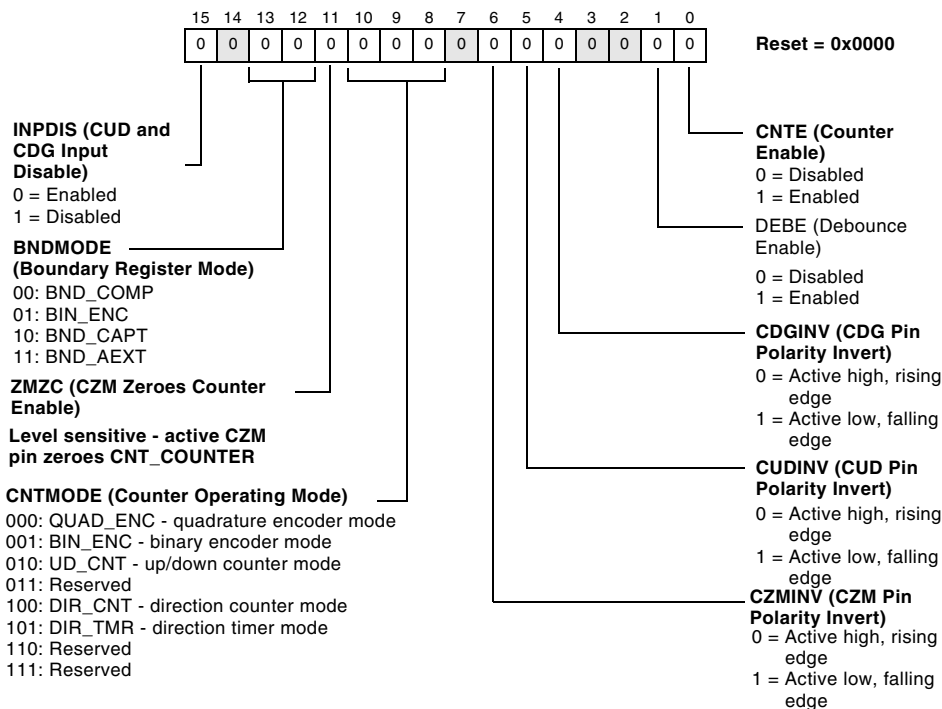 15 14 13 12 11 10 9 8 7 6 5 4 3 2 1 0
0 0 0 0 0 0 0 0 0 0 0 0 0 0 0 0
Reset = 0x0000
INPDIS (CUD and
CDG Input
Disable)
0 = Enabled
1 = Disabled
BNDMODE
(Boundary Register Mode)
00: BND_COMP
01: BIN_ENC
10: BND_CAPT
11: BND_AEXT
ZMZC (CZM Zeroes Counter
Enable)
Level sensitive - active CZM
pin zeroes CNT_COUNTER
CNTMODE (Counter Operating Mode)
000: QUAD_ENC - quadrature encoder mode
001: BIN_ENC - binary encoder mode
010: UD_CNT - up/down counter mode
011: Reserved
100: DIR_CNT - direction counter mode
101: DIR_TMR - direction timer mode
110: Reserved
111: Reserved
CNTE (Counter
Enable)
0 = Disabled
1 = Enabled
DEBE (Debounce
Enable)
0 = Disabled
1 = Enabled
CDGINV (CDG Pin
Polarity Invert)
0 = Active high, rising
edge
1 = Active low, falling
edge
CUDINV (CUD Pin
Polarity Invert)
0 = Active high, rising
edge
1 = Active low, falling
edge
CZMINV (CZM Pin
Polarity Invert)
0 = Active high, rising
edge
1 = Active low, falling
edge